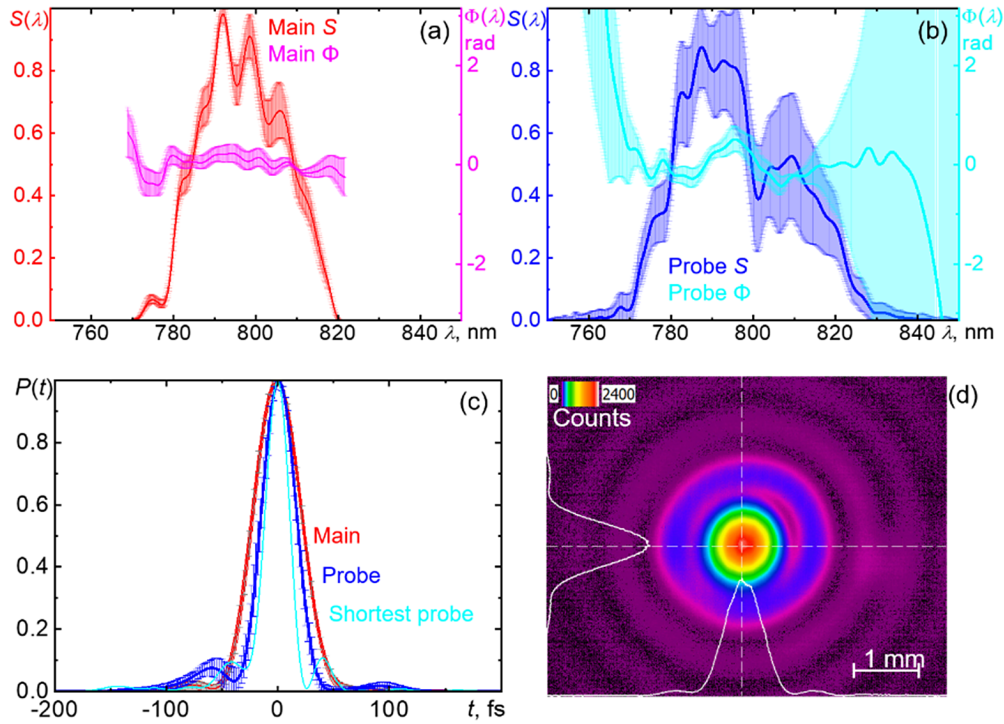 S(λ)
(a)
Φ(λ)
rad
Main S
Main Φ
0.8
0.6
0.4
0.2
0.0
2
0
-2
760
780
800
820
840
λ, nm
S(λ)
(b)
Φ(λ)
rad
0.8
0.6
0.4
0.2
0.0
2
0
-2
Probe S
Probe Φ
760
780
800
820
840
λ, nm
P(t)
(c)
0.8
0.6
0.4
0.2
0.0
Main
Probe
Shortest probe
-200
-100
0
100
t, fs
0
2400
Counts
(d)
1 mm